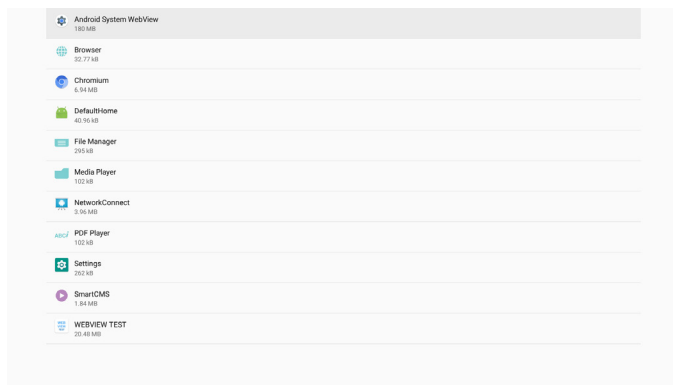 Android System WebView
180 MB
Browser
32.77 kB
Chromium
6.94 MB
DefaultHome
40.96 kB
File Manager
295 kB
Media Player
102 kB
NetworkConnect
3.96 MB
PDF Player
102 kB
Settings
262 kB
SmartCMS
1.84 MB
WEBVIEW TEST
20.48 MB